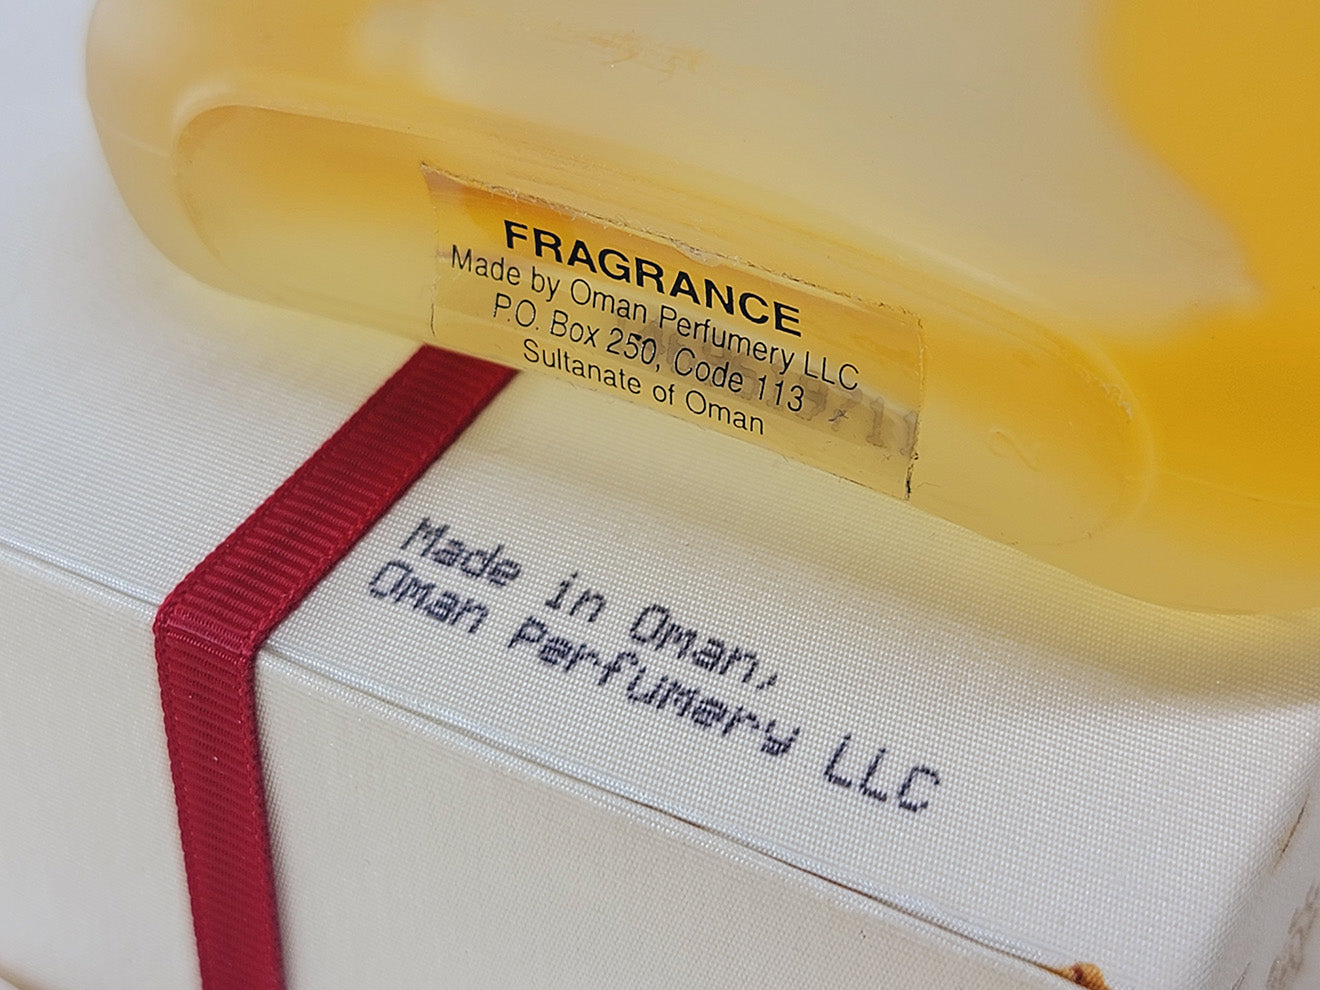 FRAGRANCE
Made by Oman Perfumery LLC
P.O. Box 250, Code 113
Sultanate of Oman
Made in Oman,
Oman Perfumery LLC